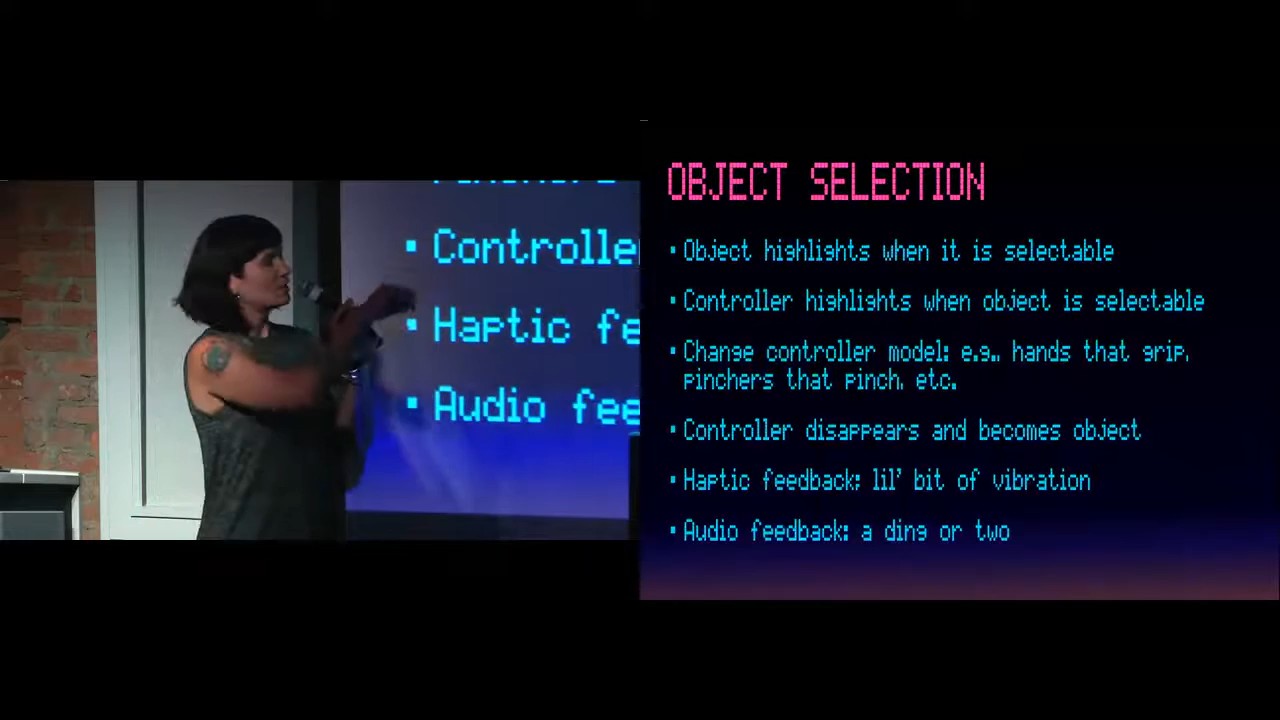 ▪ Controller
▪ Haptic fe
▪ Audio fee
OBJECT SELECTION
▪ Object highlights when it is selectable
▪ Controller highlights when object is selectable
▪ Change controller model: e.g., hands that grip,
pinchers that pinch, etc.
▪ Controller disappears and becomes object
▪ Haptic feedback: lil’ bit of vibration
▪ Audio feedback: a ding or two